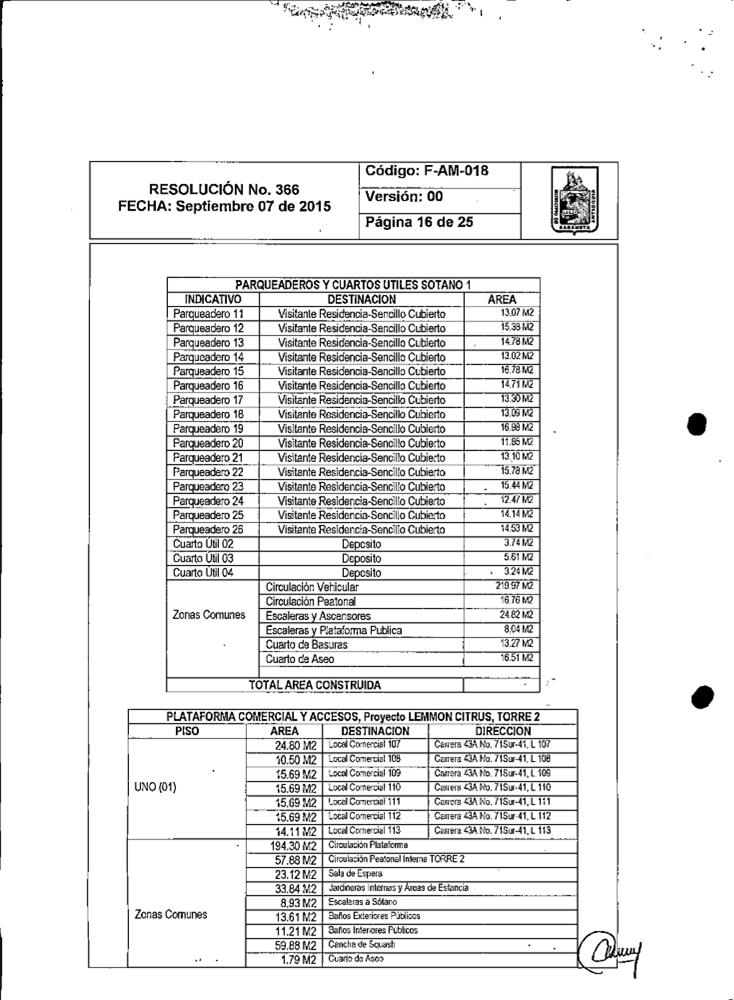 RESOLUCIÓN No. 366
FECHA: Septiembre 07 de 2015
Código: F-AM-018
Versión: 00
Página 16 de 25
MUNICIPIO DE SABANETA ANTIOQUIA
PARQUEADEROS Y CUARTOS UTILES SOTANO 1
INDICATIVO DESTINACION AREA
Parqueadero 11 Visitante Residencia-Sencillo Cubierto 13.07 M2
Parqueadero 12 Visitante Residencia-Sencillo Cubierto 15.38 M2
Parqueadero 13 Visitante Residencia-Sencillo Cubierto 14.78 M2
Parqueadero 14 Visitante Residencia-Sencillo Cubierto 13.02 M2
Parqueadero 15 Visitante Residencia-Sencillo Cubierto 16.78 M2
Parqueadero 16 Visitante Residencia-Sencillo Cubierto 14.71 M2
Parqueadero 17 Visitante Residencia-Sencillo Cubierto 13.30 M2
Parqueadero 18 Visitante Residencia-Sencillo Cubierto 13.09 M2
Parqueadero 19 Visitante Residencia-Sencillo Cubierto 16.98 M2
Parqueadero 20 Visitante Residencia-Sencillo Cubierto 11.85 M2
Parqueadero 21 Visitante Residencia-Sencillo Cubierto 13.10 M2
Parqueadero 22 Visitante Residencia-Sencillo Cubierto 15.78 M2
Parqueadero 23 Visitante Residencia-Sencillo Cubierto 15.44 M2
Parqueadero 24 Visitante Residencia-Sencillo Cubierto 12.47 M2
Parqueadero 25 Visitante Residencia-Sencillo Cubierto 14.14 M2
Parqueadero 26 Visitante Residencia-Sencillo Cubierto 14.53 M2
Cuarto Útil 02 Deposito 3.74 M2
Cuarto Útil 03 Deposito 5.61 M2
Cuarto Útil 04 Deposito 3.24 M2
Zonas Comunes
Circulación Vehicular 219.97 M2
Circulación Peatonal 16.76 M2
Escaleras y Ascensores 24.82 M2
Escaleras y Plataforma Publica 8.04 M2
Cuarto de Basuras 13.27 M2
Cuarto de Aseo 16.51 M2
TOTAL AREA CONSTRUIDA
PLATAFORMA COMERCIAL Y ACCESOS, Proyecto LEMMON CITRUS, TORRE 2
PISO AREA DESTINACION DIRECCION
UNO (01)
24.80 M2 Local Comercial 107 Carrera 43A No. 71Sur-41, L 107
10.50 M2 Local Comercial 108 Carrera 43A No. 71Sur-41, L 108
15.69 M2 Local Comercial 109 Carrera 43A No. 71Sur-41, L 109
15.69 M2 Local Comercial 110 Carrera 43A No. 71Sur-41, L 110
15.69 M2 Local Comercial 111 Carrera 43A No. 71Sur-41, L 111
15.69 M2 Local Comercial 112 Carrera 43A No. 71Sur-41, L 112
14.11 M2 Local Comercial 113 Carrera 43A No. 71Sur-41, L 113
Zonas Comunes
194.30 M2 Circulación Plataforma
57.88 M2 Circulación Peatonal Interna TORRE 2
23.12 M2 Sala de Espera
33.84 M2 Jardineras Internas y Áreas de Estancia
8.93 M2 Escaleras a Sótano
13.61 M2 Baños Exteriores Públicos
11.21 M2 Baños Interiores Publicos
59.88 M2 Cancha de Squash
1.79 M2 Cuarto de Aseo